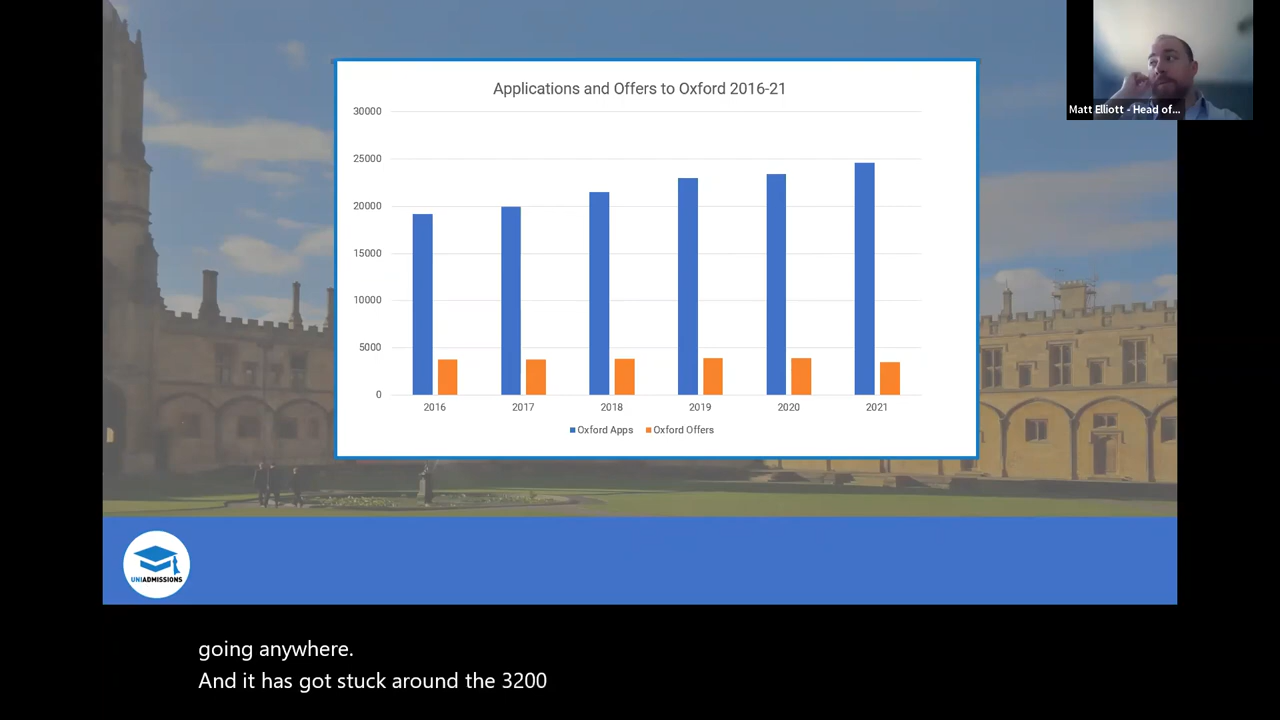 Applications and Offers to Oxford 2016-21
30000
25000
20000
15000
10000
5000
0
2016 2017 2018 2019 2020 2021
Oxford Apps Oxford Offers
Matt Elliott - Head of...
UNIADMISSIONS
going anywhere.
And it has got stuck around the 3200